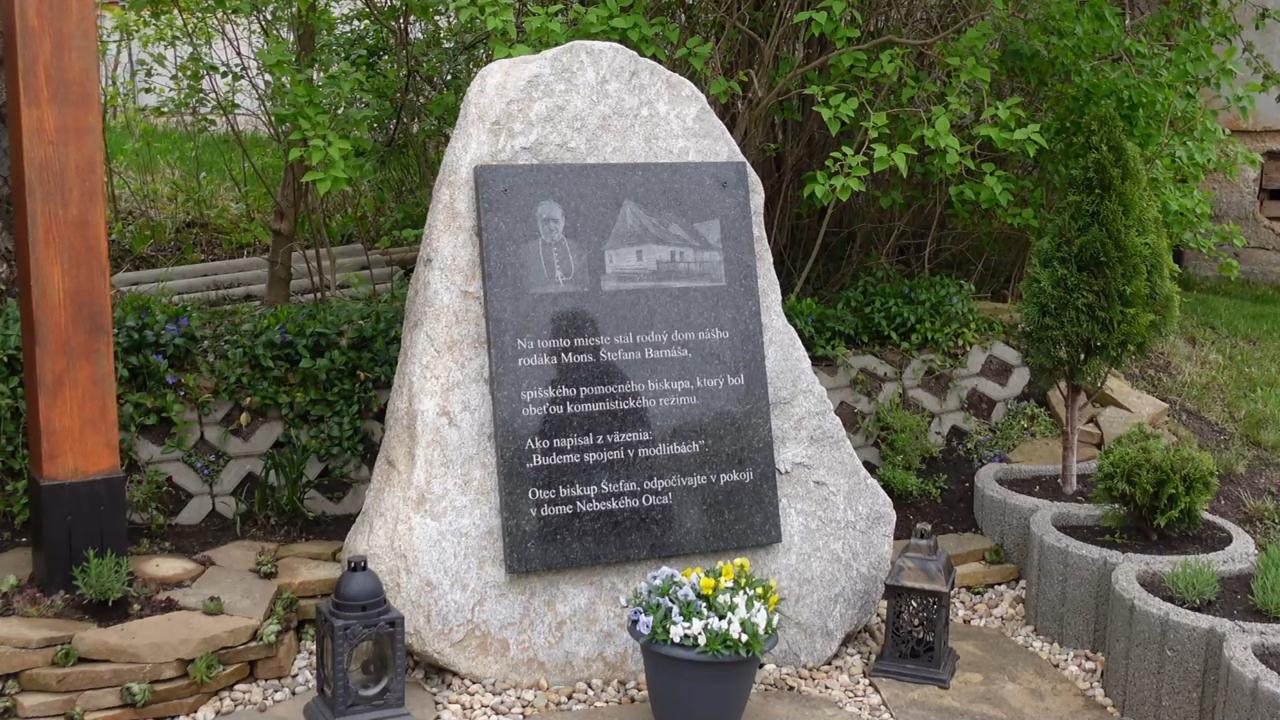 Na tomto mieste stál rodný dom nášho
rodáka Mons. Štefana Barnáša,
spišského pomocného biskupa, ktorý bol
obeťou komunistického režimu.
Ako napísal z väzenia:
„Budeme spojení v modlitbách”.
Otec biskup Štefan, odpočívajte v pokoji
v dome Nebeského Otca!